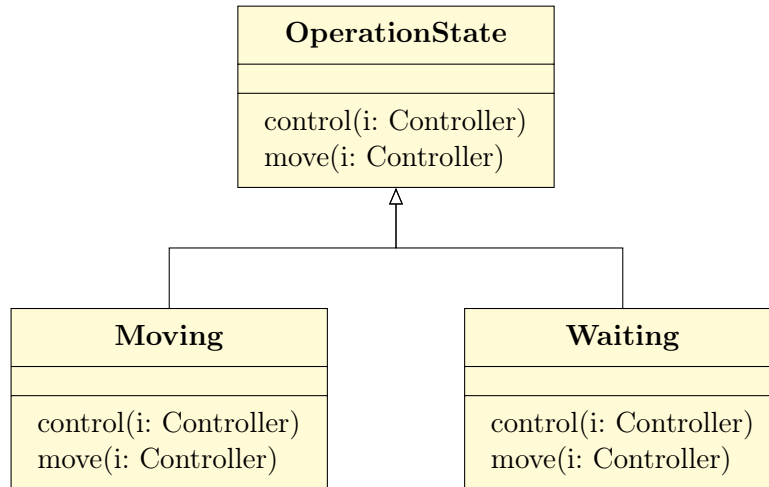 OperationState
control(i: Controller)
move(i: Controller)
Moving
control(i: Controller)
move(i: Controller)
Waiting
control(i: Controller)
move(i: Controller)